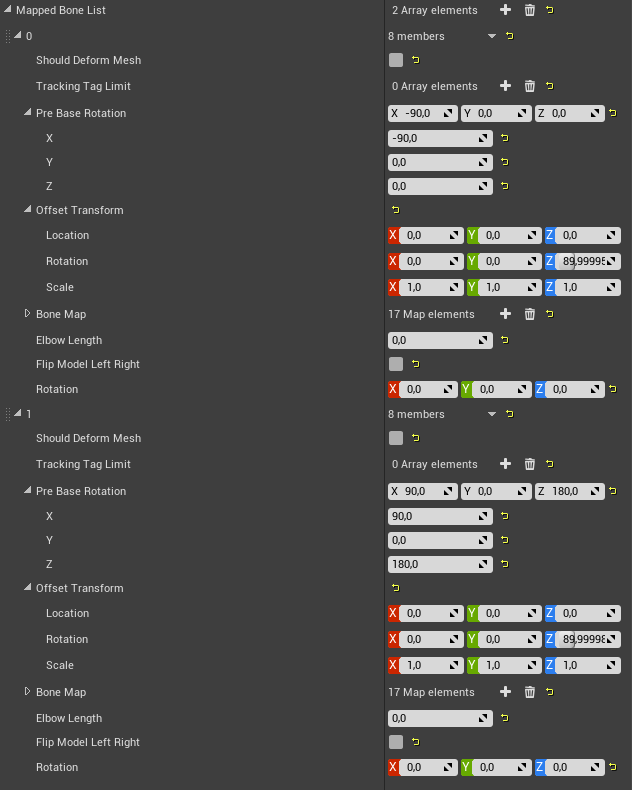 Mapped Bone List 2 Array elements
0 8 members
Should Deform Mesh
Tracking Tag Limit 0 Array elements
Pre Base Rotation X -90,0 Y 0,0 Z 0,0
X -90,0
Y 0,0
Z 0,0
Offset Transform
Location X 0,0 Y 0,0 Z 0,0
Rotation X 0,0 Y 0,0 Z
Scale X 1,0 Y 1,0 Z 1,0
Bone Map 17 Map elements
Elbow Length 0,0
Flip Model Left Right
Rotation X 0,0 Y 0,0 Z 0,0
1 8 members
Should Deform Mesh
Tracking Tag Limit 0 Array elements
Pre Base Rotation X 90,0 Y 0,0 Z 180,0
X 90,0
Y 0,0
Z 180,0
Offset Transform
Location X 0,0 Y 0,0 Z 0,0
Rotation X 0,0 Y 0,0 Z
Scale X 1,0 Y 1,0 Z 1,0
Bone Map 17 Map elements
Elbow Length 0,0
Flip Model Left Right
Rotation X 0,0 Y 0,0 Z 0,0